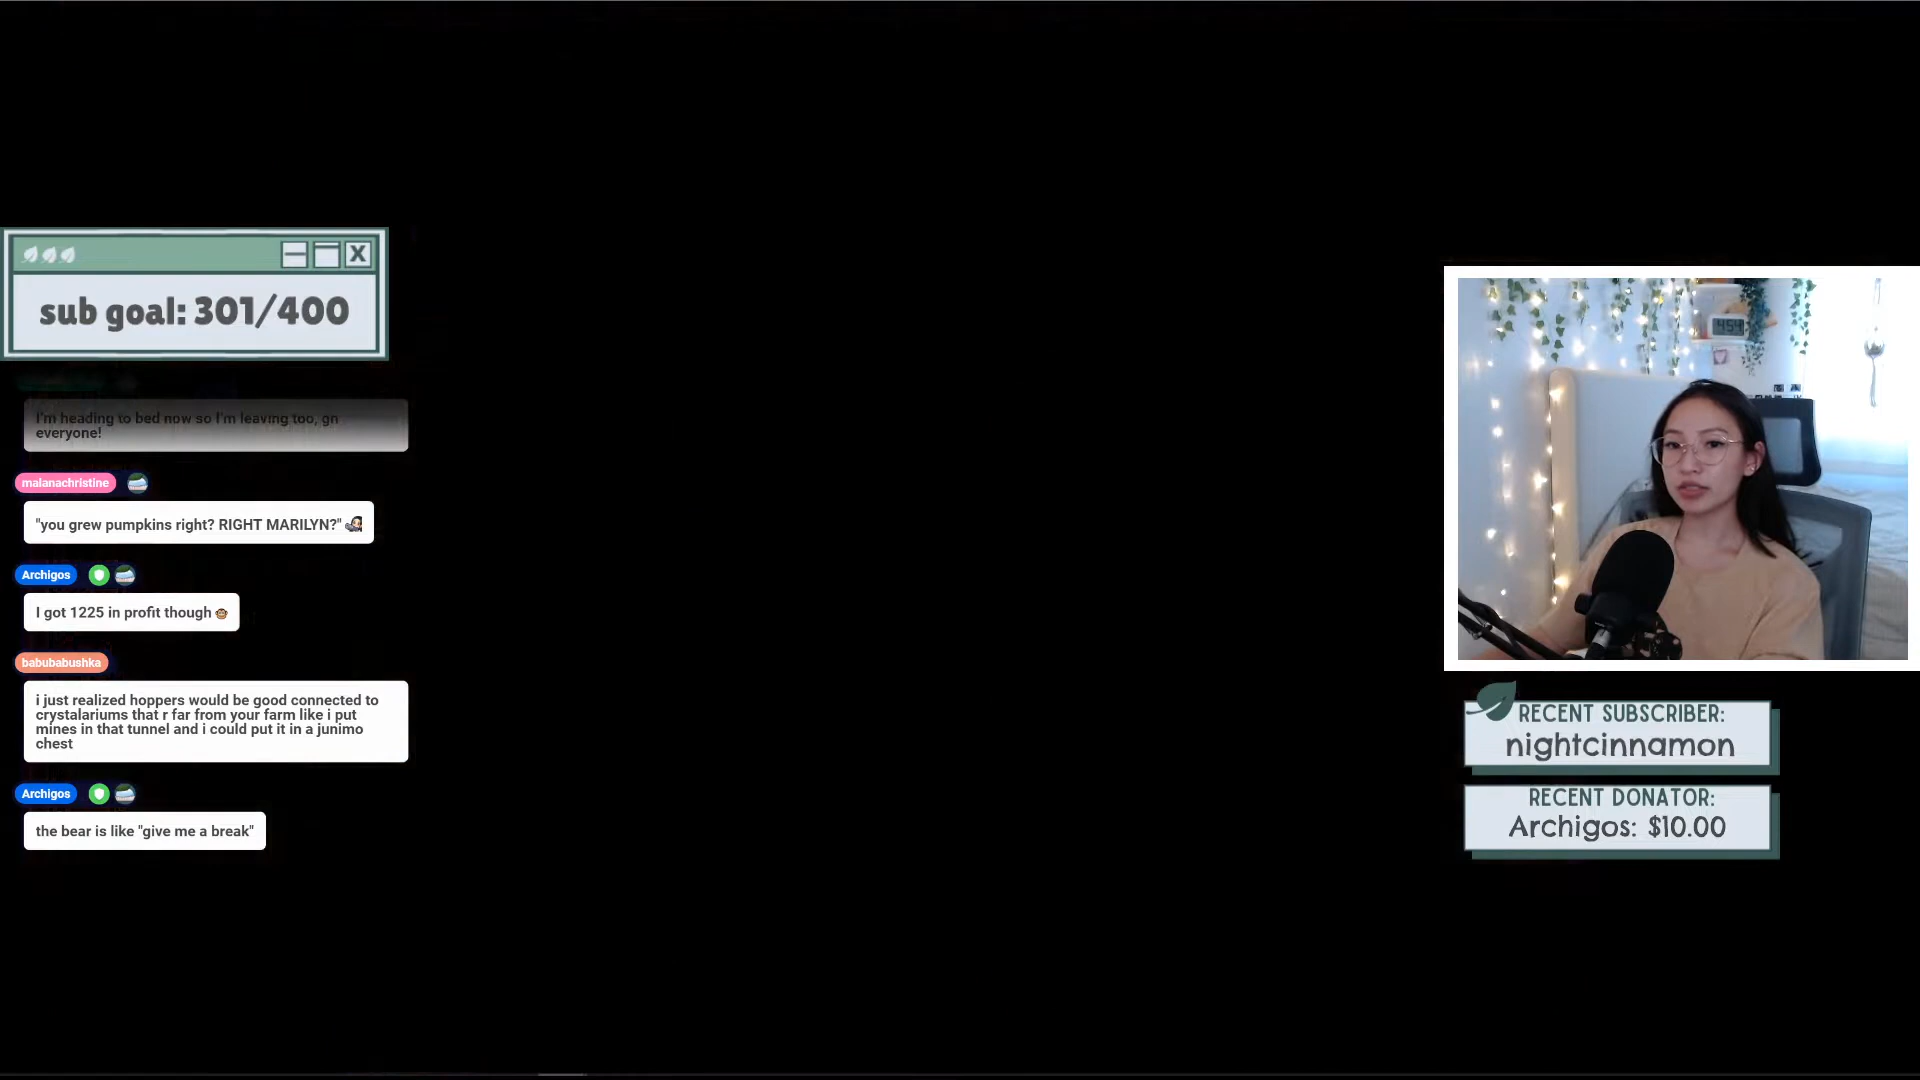 sub goal: 301/400
I'm heading to bed now so I'm leaving too, gn
everyone!
malanachristine
"you grew pumpkins right? RIGHT MARILYN?"
Archigos
I got 1225 in profit though
babubabushka
i just realized hoppers would be good connected to
crystalariums that r far from your farm like i put
mines in that tunnel and i could put it in a junimo
chest
Archigos
the bear is like "give me a break"
4:54
RECENT SUBSCRIBER:
nightcinnamon
RECENT DONATOR:
Archigos: $10.00